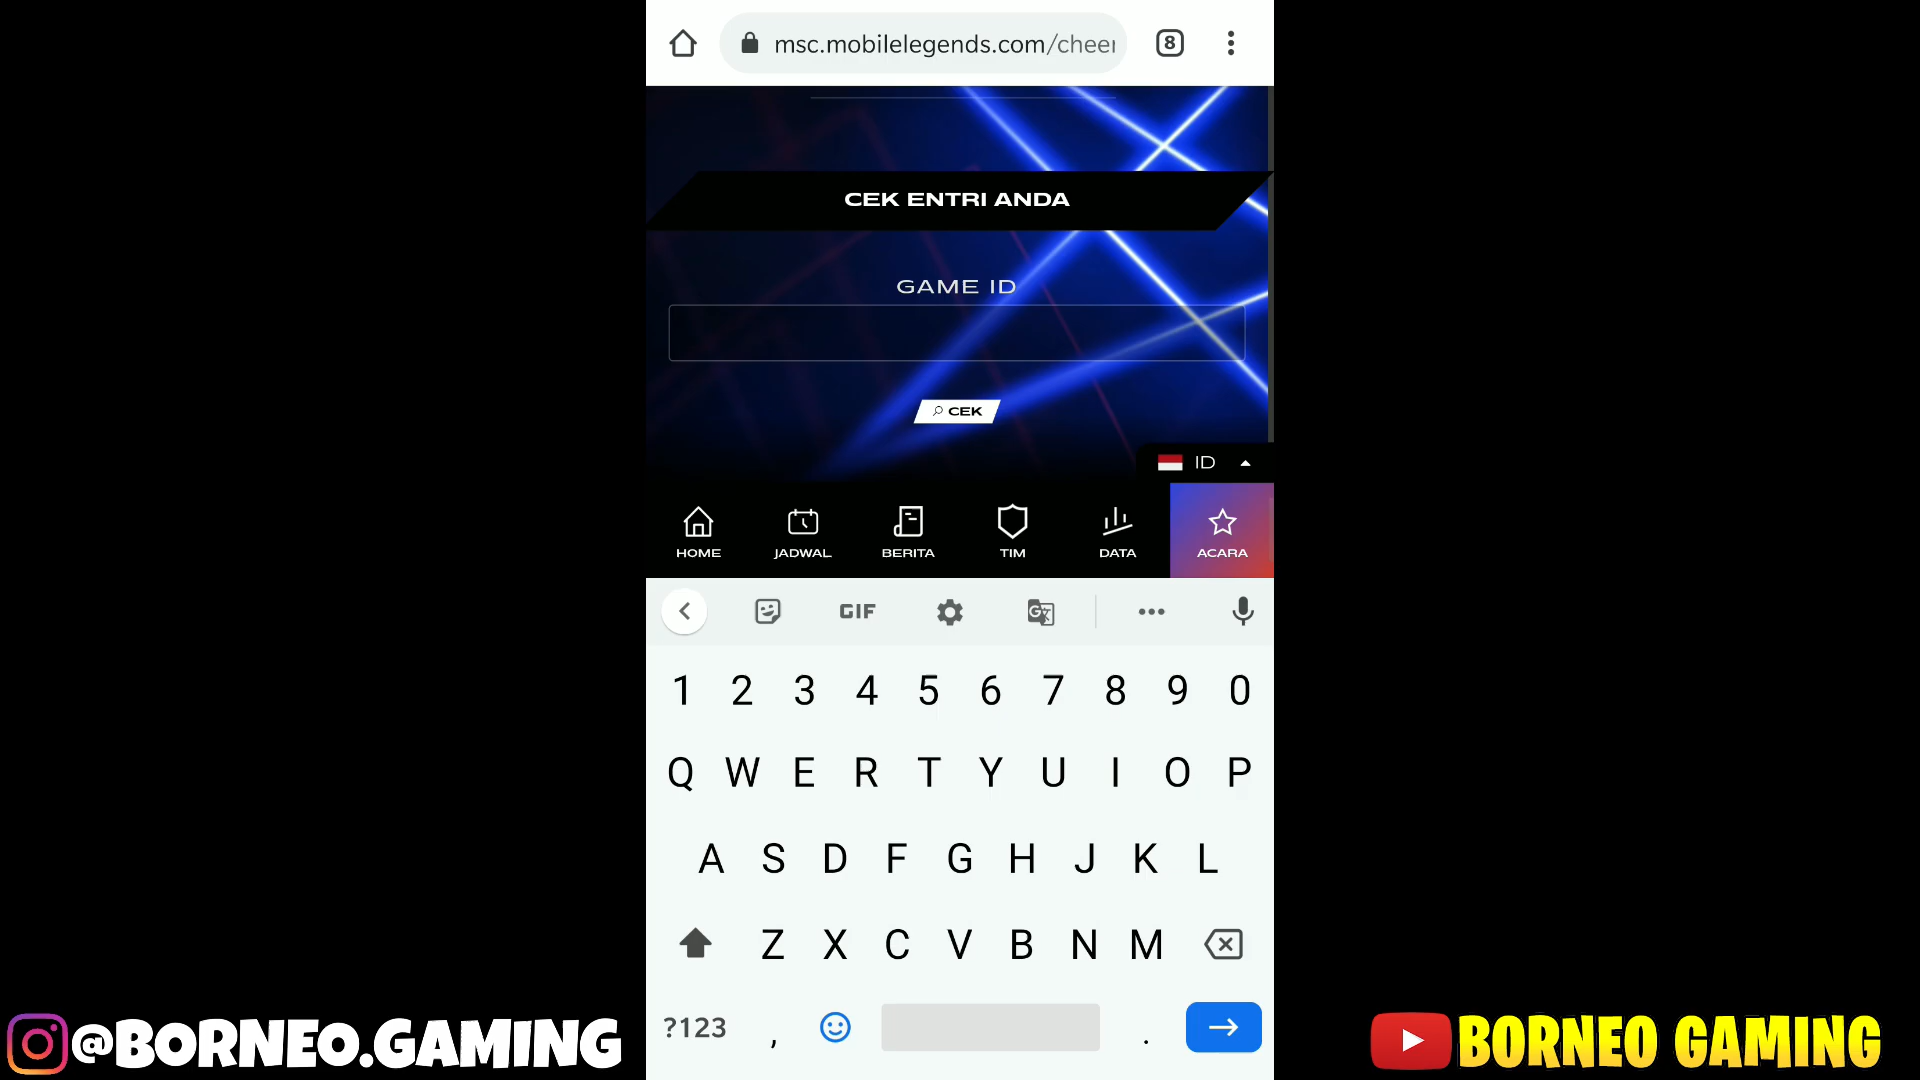 msc.mobilelegends.com/cheer
8
CEK ENTRI ANDA
GAME ID
CEK
ID
HOME JADWAL BERITA TIM DATA ACARA
GIF
1 2 3 4 5 6 7 8 9 0
Q W E R T Y U I O P
A S D F G H J K L
Z X C V B N M
?123 , .
@BORNEO.GAMING
BORNEO GAMING